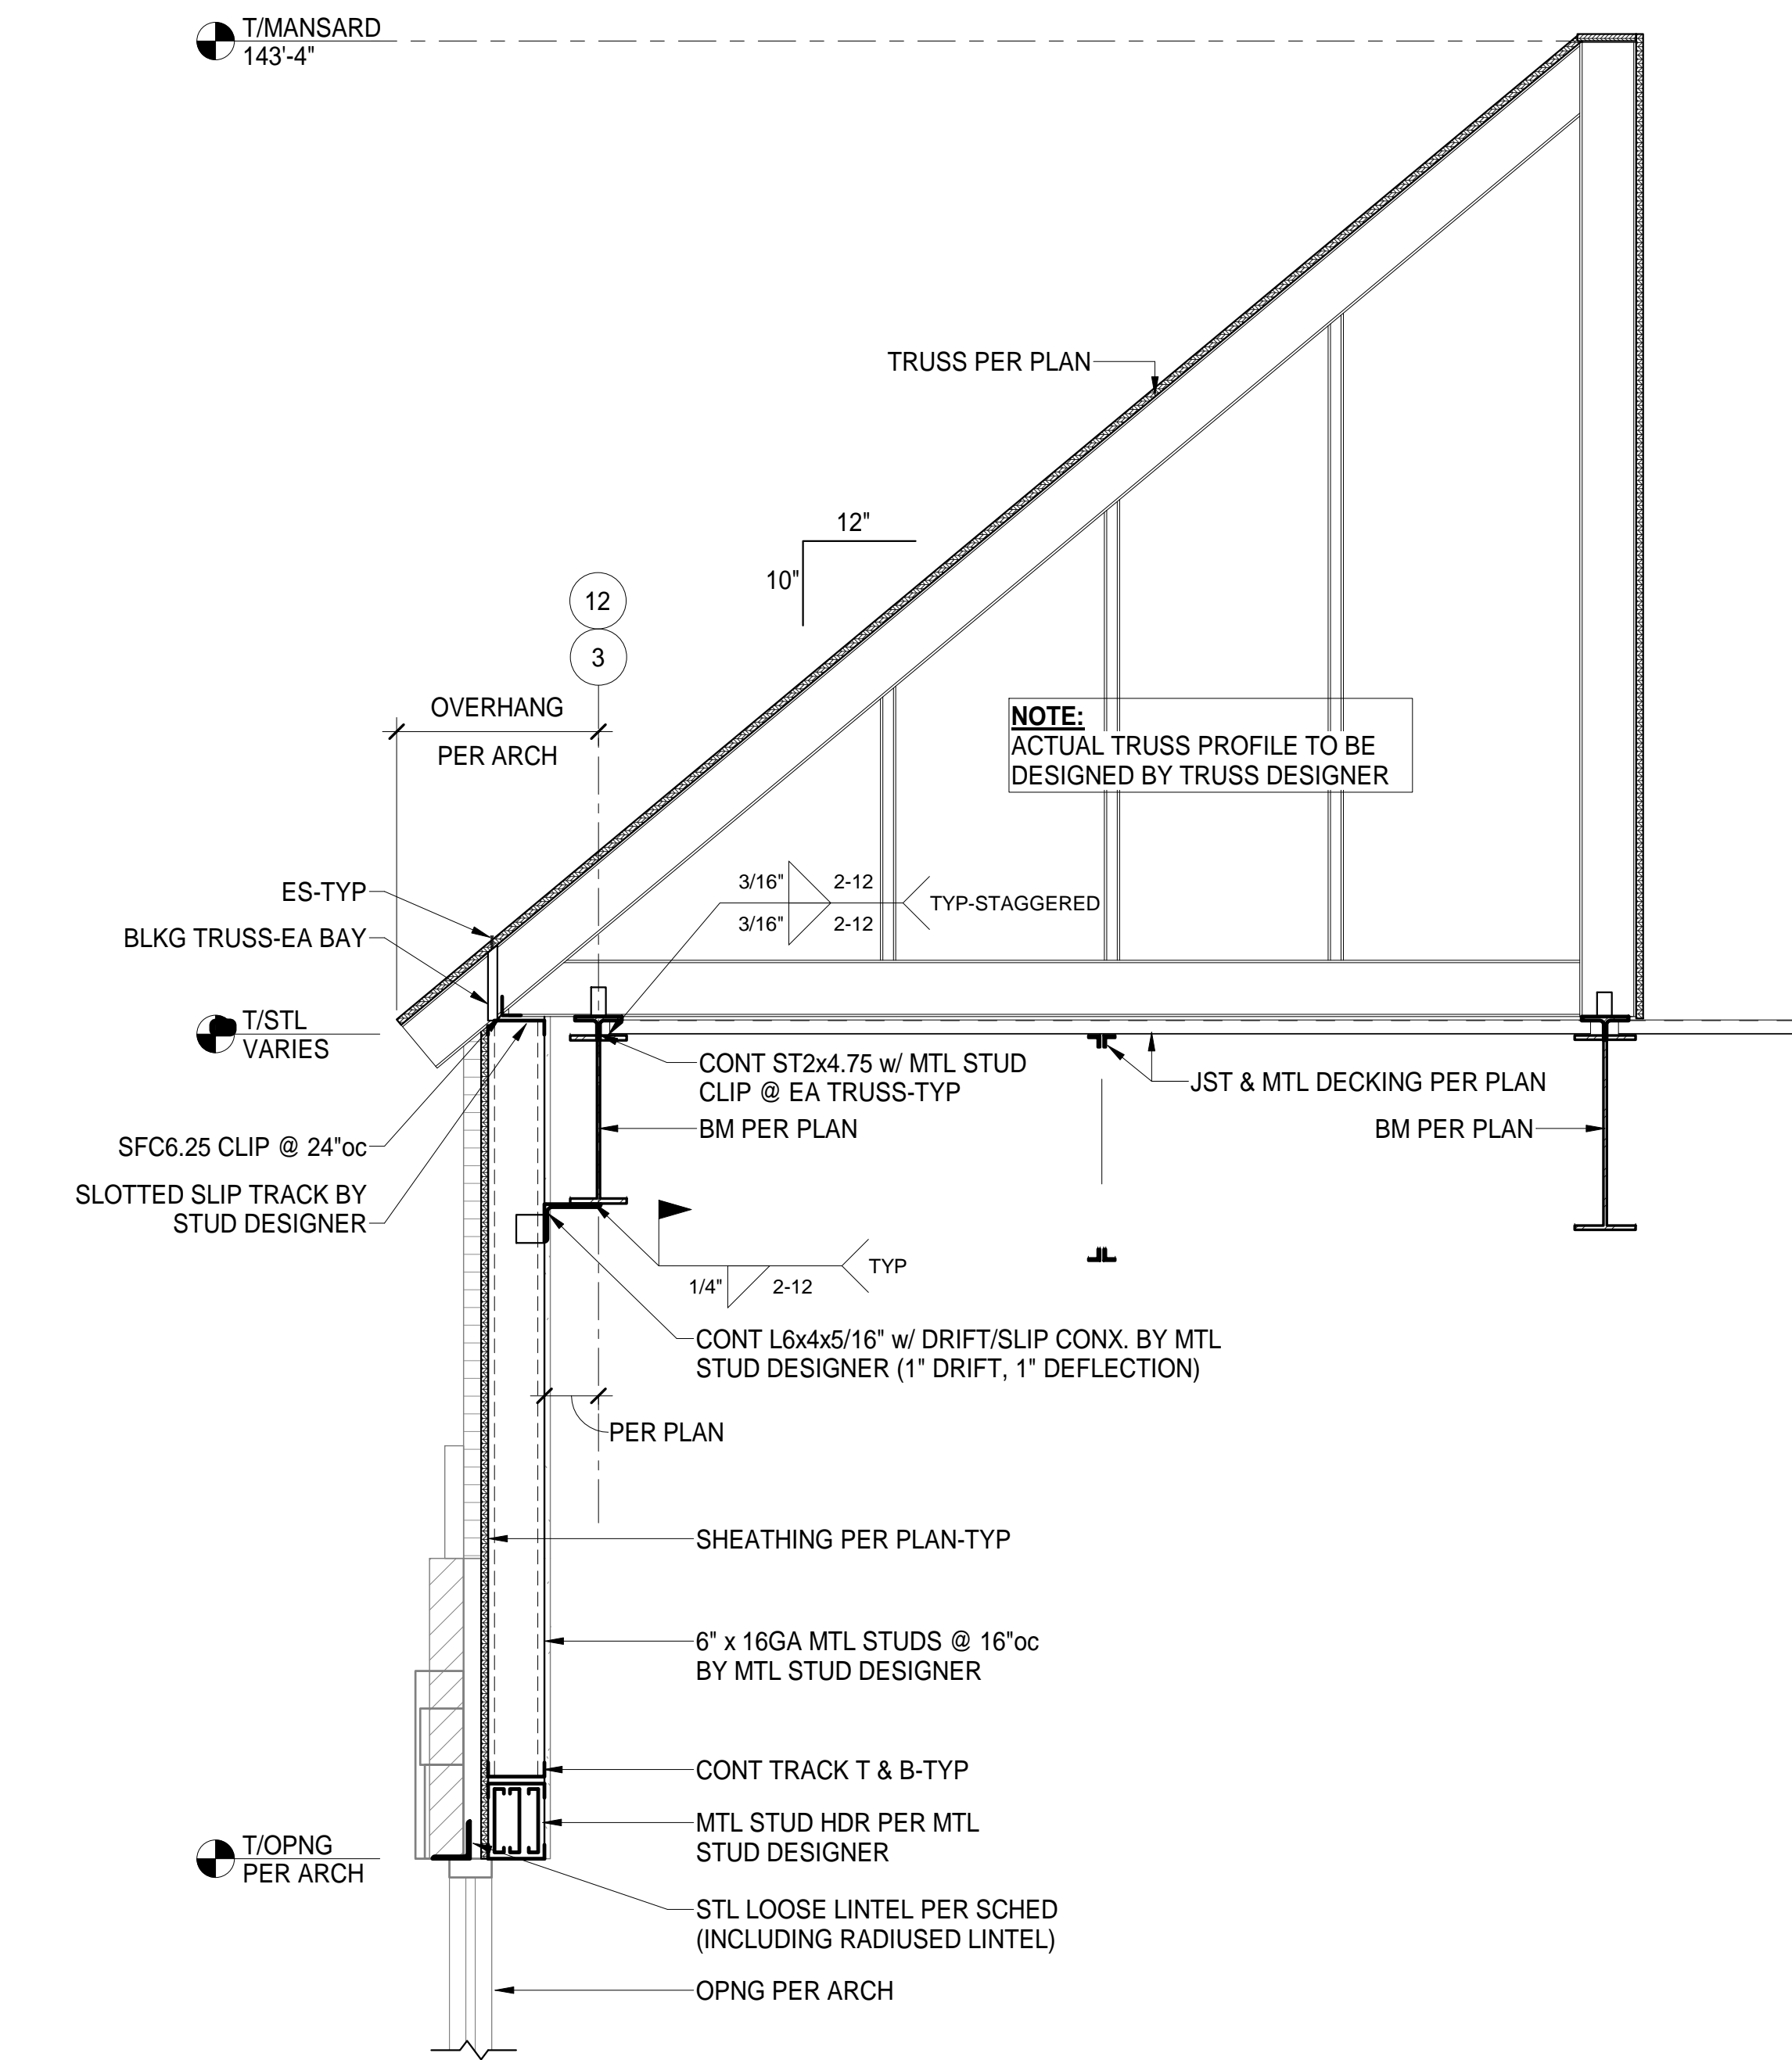 T/MANSARD
143'-4"
TRUSS PER PLAN
12"
10"
12
3
OVERHANG
PER ARCH
NOTE:
ACTUAL TRUSS PROFILE TO BE
DESIGNED BY TRUSS DESIGNER
3/16" 2-12
3/16" 2-12
TYP-STAGGERED
ES-TYP
BLKG TRUSS-EA BAY
T/STL
VARIES
CONT ST2x4.75 w/ MTL STUD
CLIP @ EA TRUSS-TYP
JST & MTL DECKING PER PLAN
BM PER PLAN
BM PER PLAN
SFC6.25 CLIP @ 24"oc
SLOTTED SLIP TRACK BY
STUD DESIGNER
1/4" 2-12
TYP
CONT L6x4x5/16" w/ DRIFT/SLIP CONX. BY MTL
STUD DESIGNER (1" DRIFT, 1" DEFLECTION)
PER PLAN
SHEATHING PER PLAN-TYP
6" x 16GA MTL STUDS @ 16"oc
BY MTL STUD DESIGNER
CONT TRACK T & B-TYP
MTL STUD HDR PER MTL
STUD DESIGNER
T/OPNG
PER ARCH
STL LOOSE LINTEL PER SCHED
(INCLUDING RADIUSED LINTEL)
OPNG PER ARCH